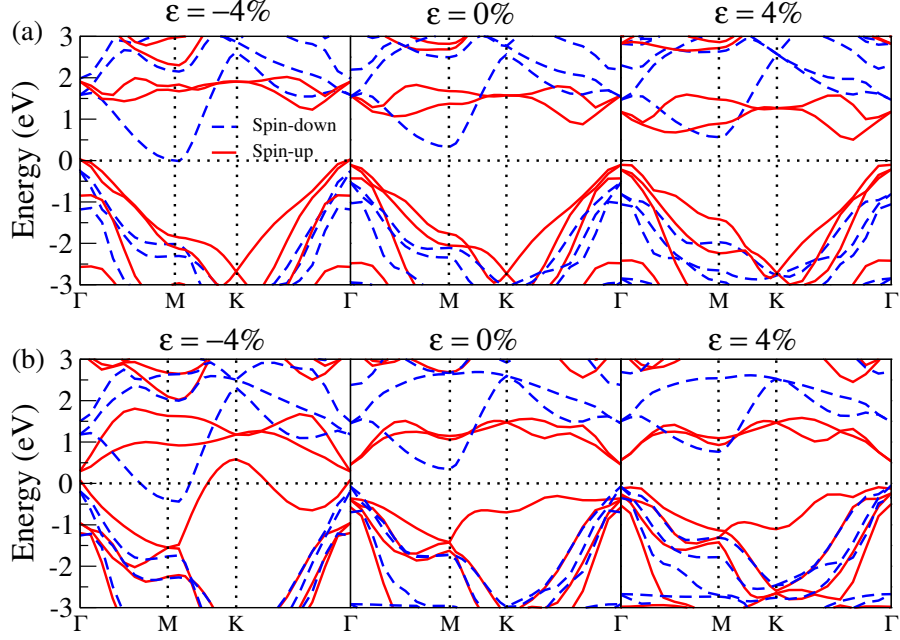 ε = −4% ε = 0% ε = 4%
(a)
3
2
1
0
-1
-2
-3
Energy (eV)
Spin-down
Spin-up
Γ M K Γ M K Γ M K Γ
ε = −4% ε = 0% ε = 4%
(b)
3
2
1
0
-1
-2
-3
Energy (eV)
Γ M K Γ M K Γ M K Γ